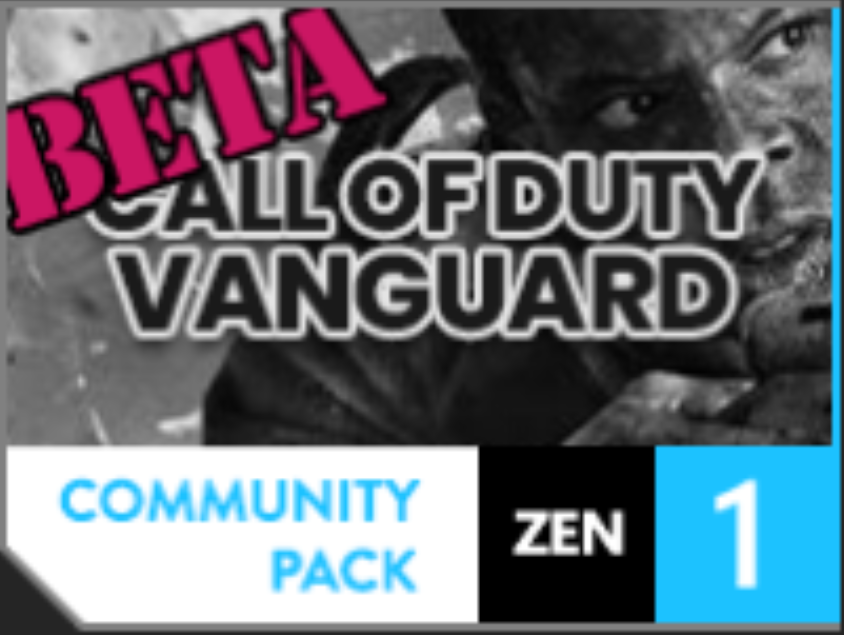 BETA
CALL OF DUTY
VANGUARD
COMMUNITY
PACK
ZEN
1